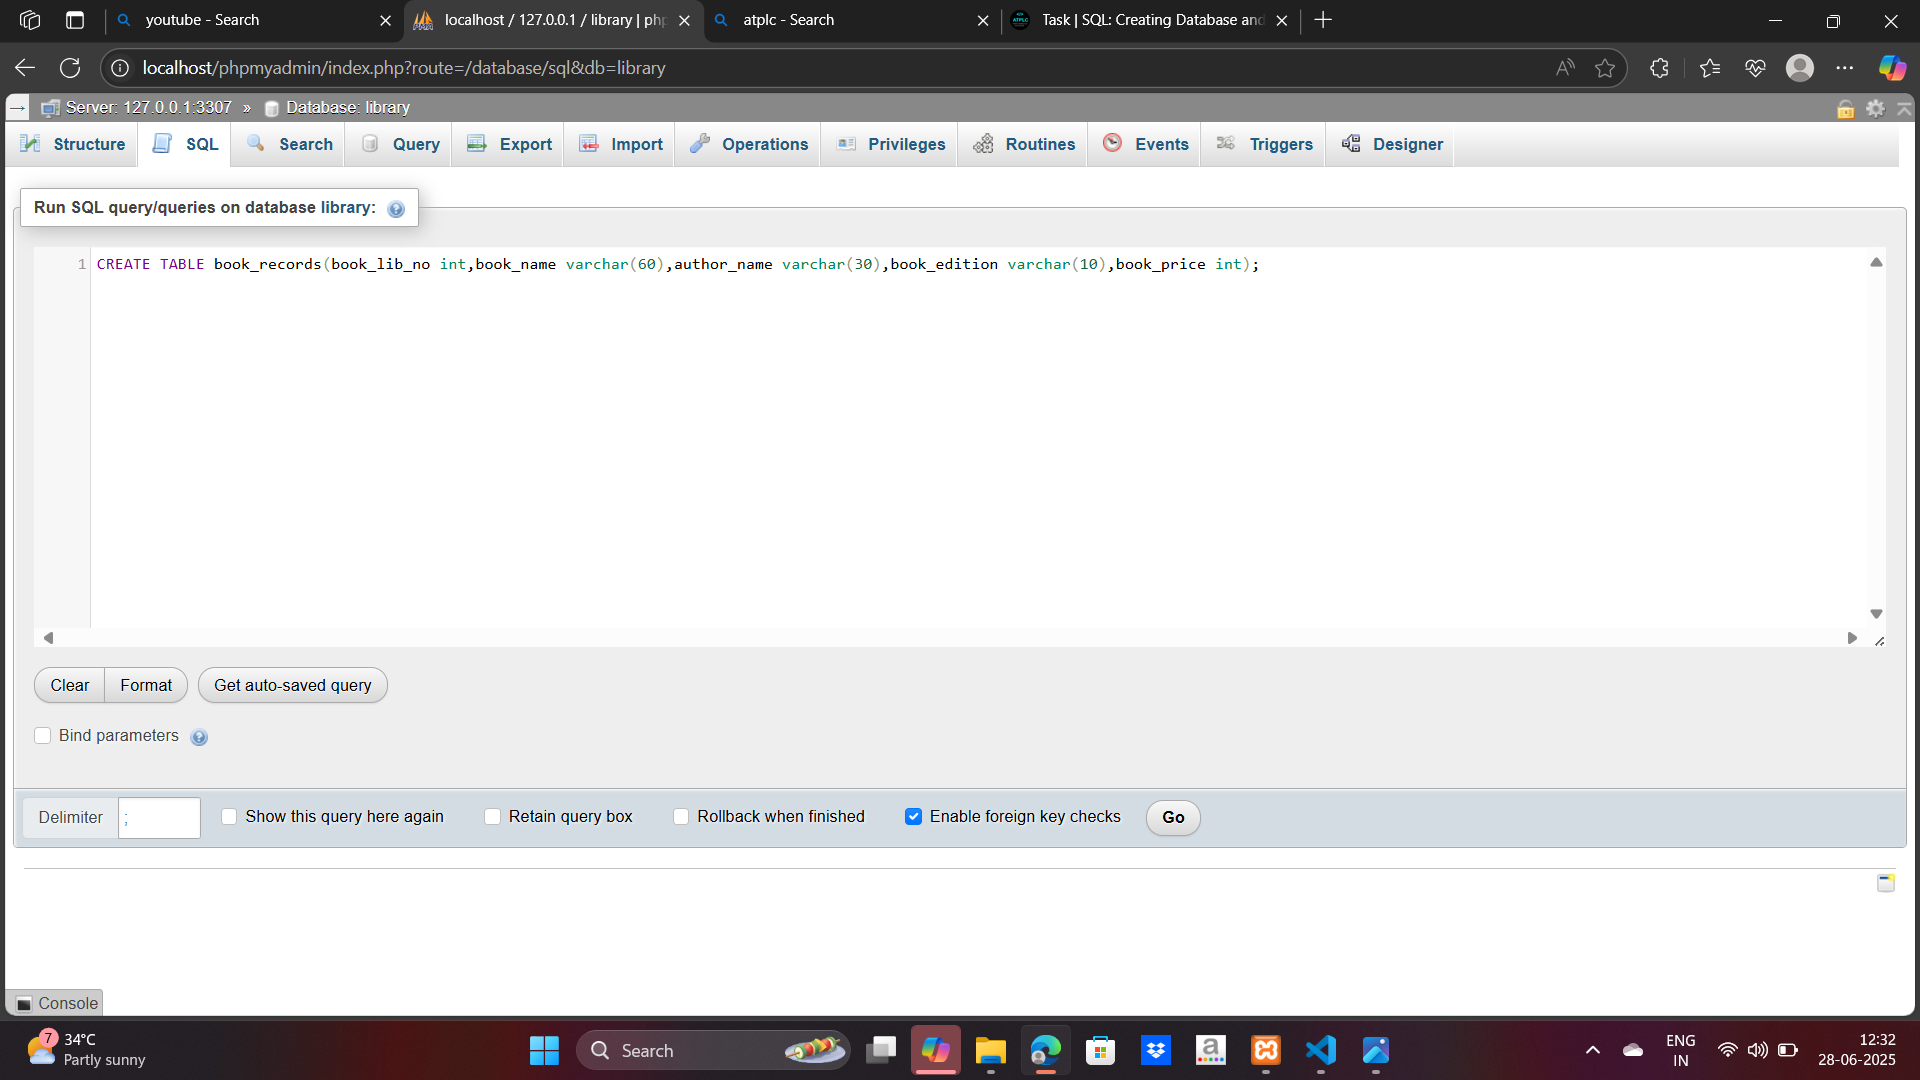 youtube - Search
localhost / 127.0.0.1 / library | php
atplc - Search
Task | SQL: Creating Database and
localhost/phpmyadmin/index.php?route=/database/sql&db=library
Server: 127.0.0.1:3307 » Database: library
Structure SQL Search Query Export Import Operations Privileges Routines Events Triggers Designer
Run SQL query/queries on database library:
1 CREATE TABLE book_records(book_lib_no int,book_name varchar(60),author_name varchar(30),book_edition varchar(10),book_price int);
Clear Format Get auto-saved query
Bind parameters
Delimiter ; Show this query here again Retain query box Rollback when finished Enable foreign key checks Go
Console
7
34°C
Partly sunny
Search
ENG
IN
12:32
28-06-2025